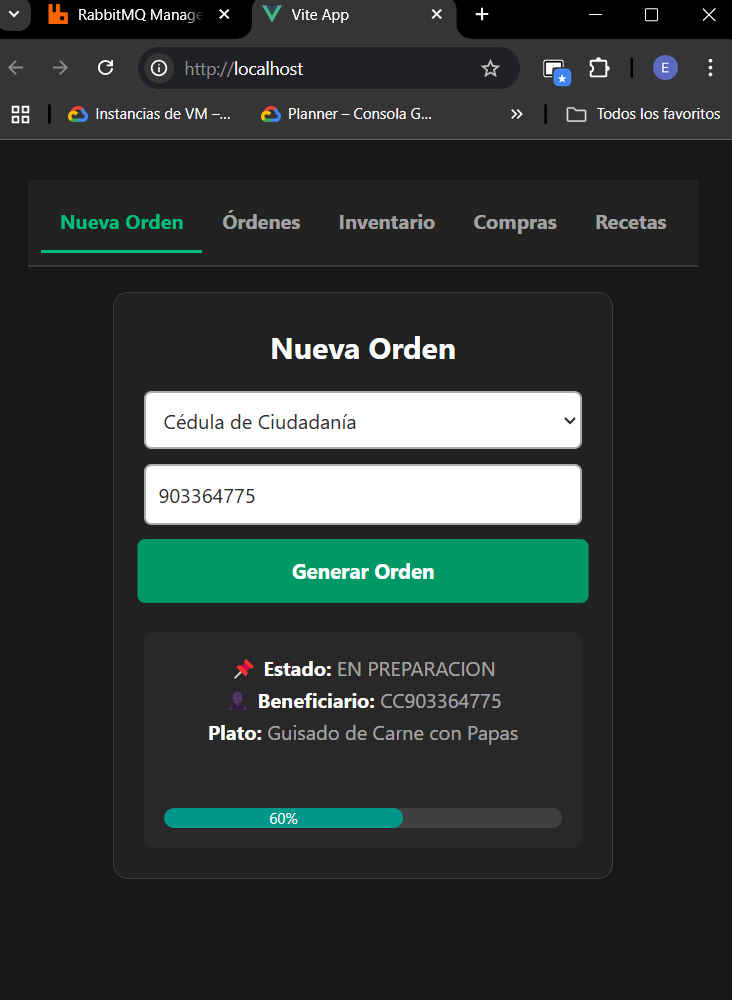 RabbitMQ Manage
Vite App
http://localhost
E
Instancias de VM –...
Planner – Consola G...
Todos los favoritos
Nueva Orden
Órdenes
Inventario
Compras
Recetas
Nueva Orden
Cédula de Ciudadanía
903364775
Generar Orden
📌 Estado: EN PREPARACION
👤 Beneficiario: CC903364775
Plato: Guisado de Carne con Papas
60%